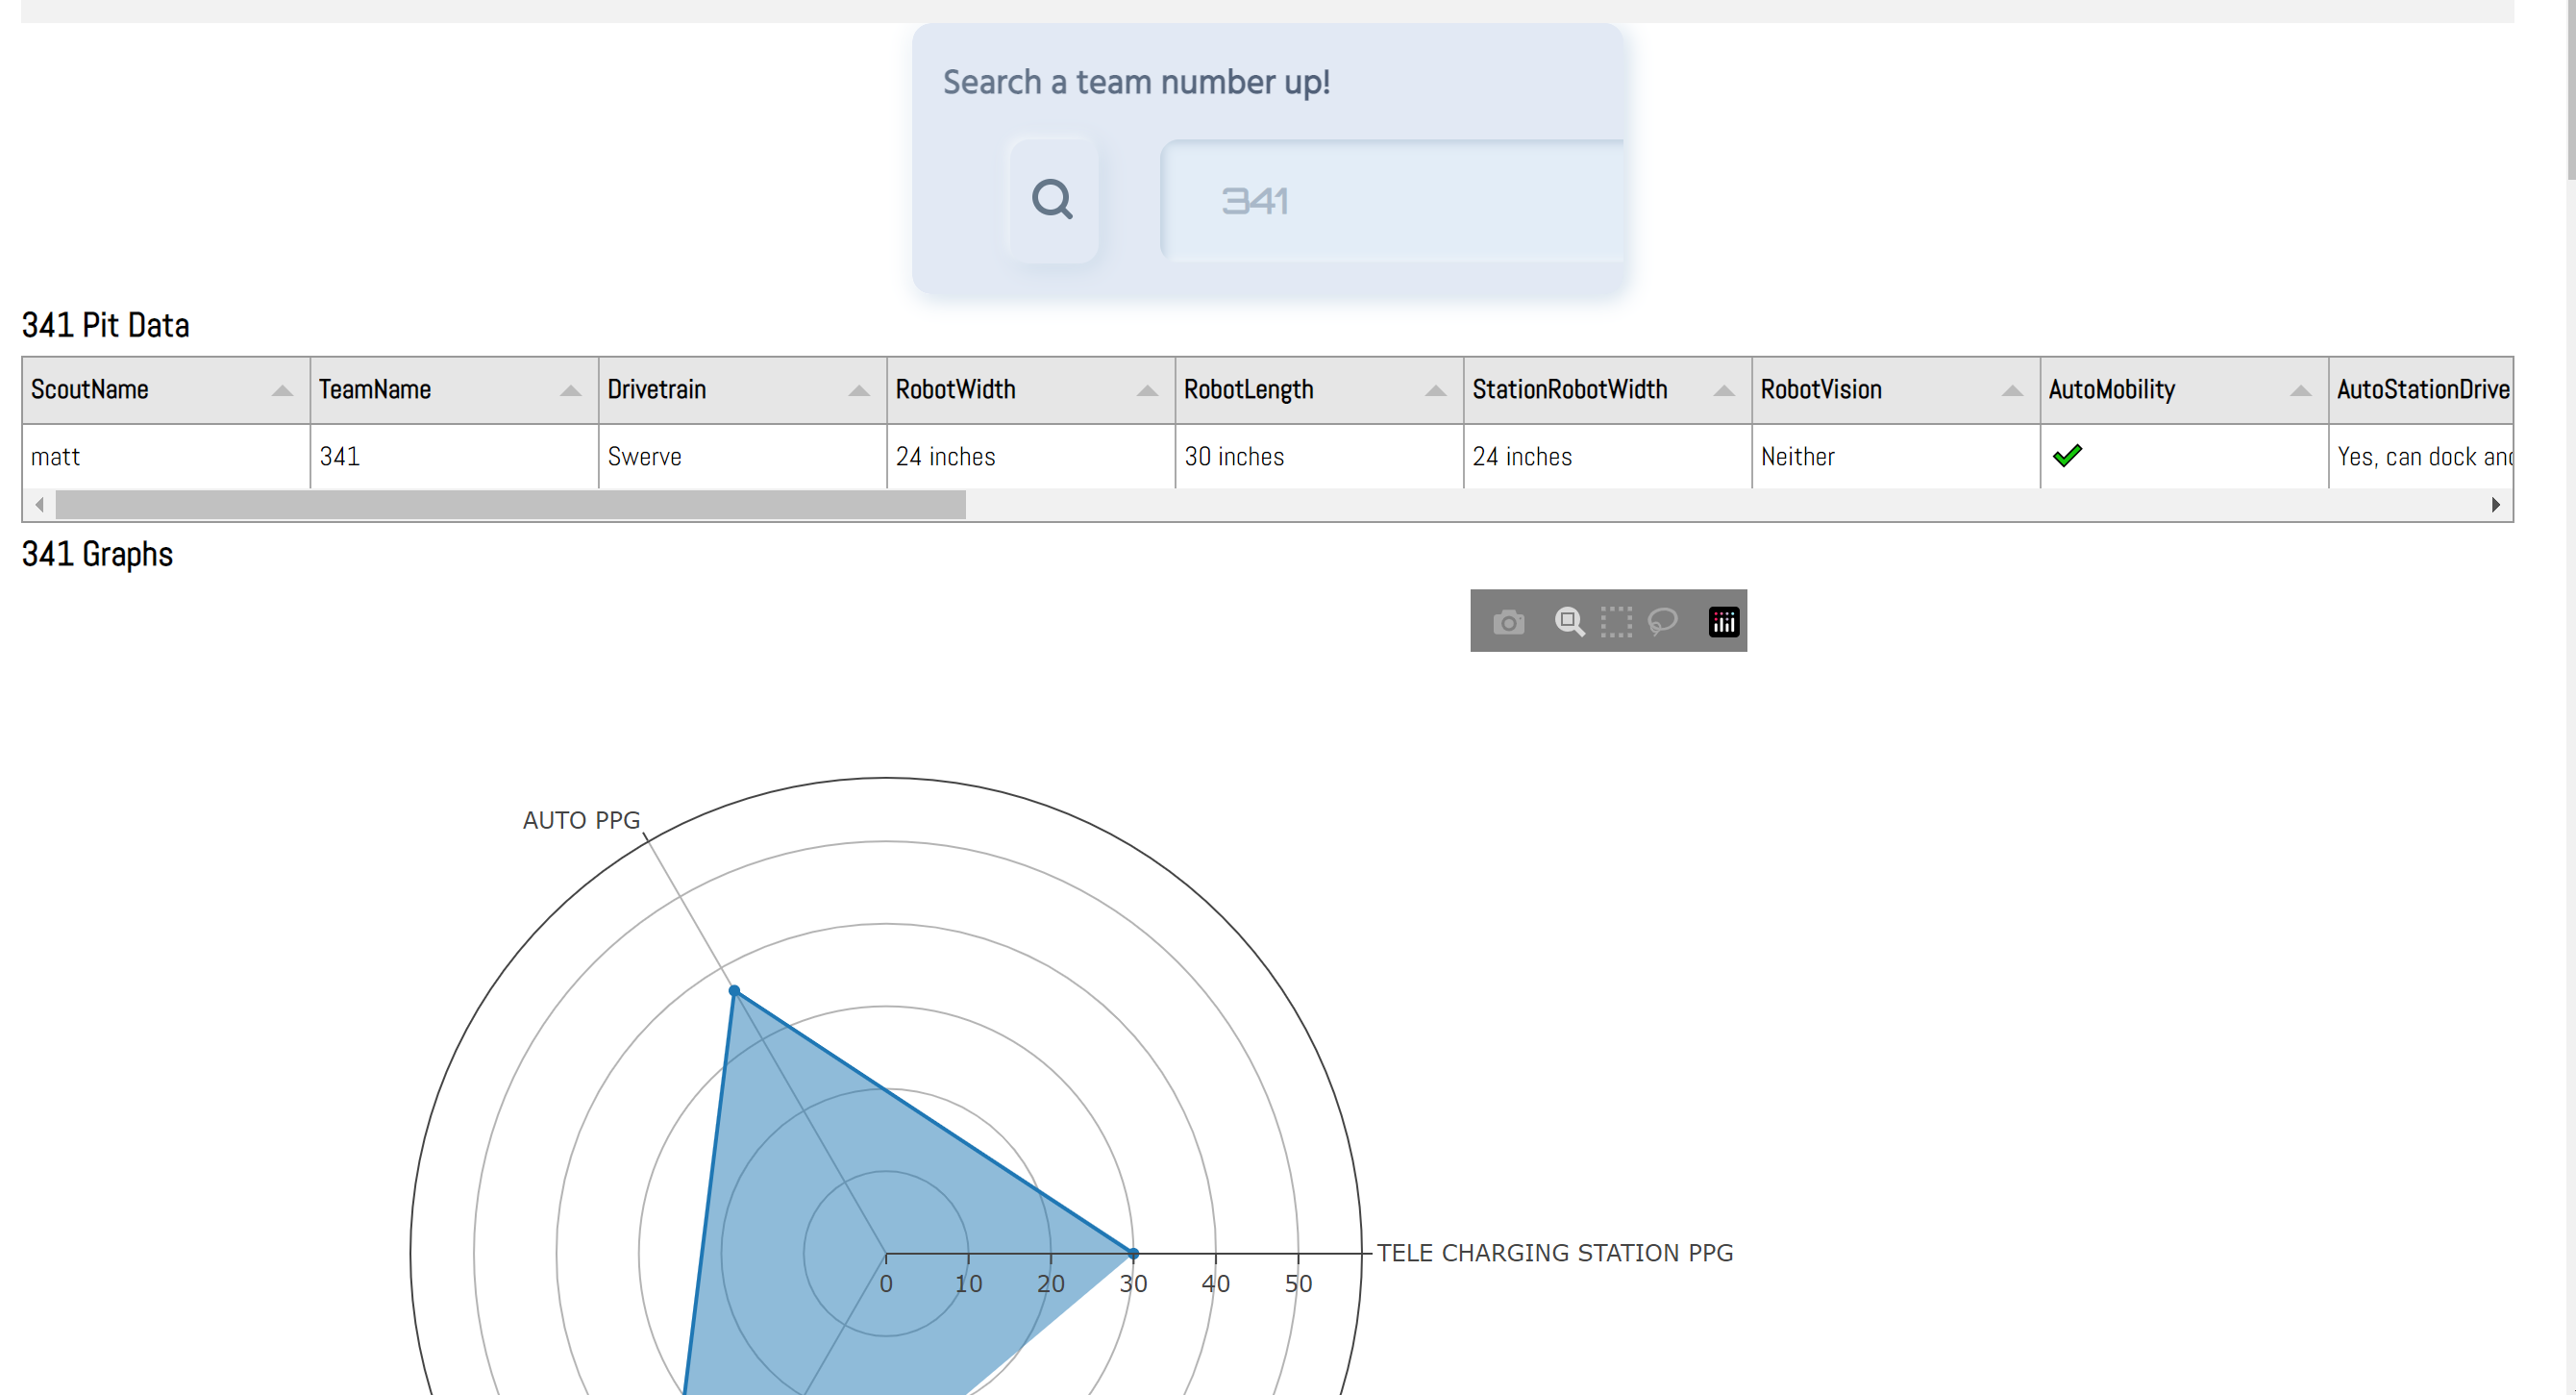 Search a team number up!
341
341 Pit Data
ScoutName TeamName Drivetrain RobotWidth RobotLength StationRobotWidth RobotVision AutoMobility AutoStationDrive
matt 341 Swerve 24 inches 30 inches 24 inches Neither Yes, can dock and
341 Graphs
AUTO PPG
TELE CHARGING STATION PPG
0 10 20 30 40 50